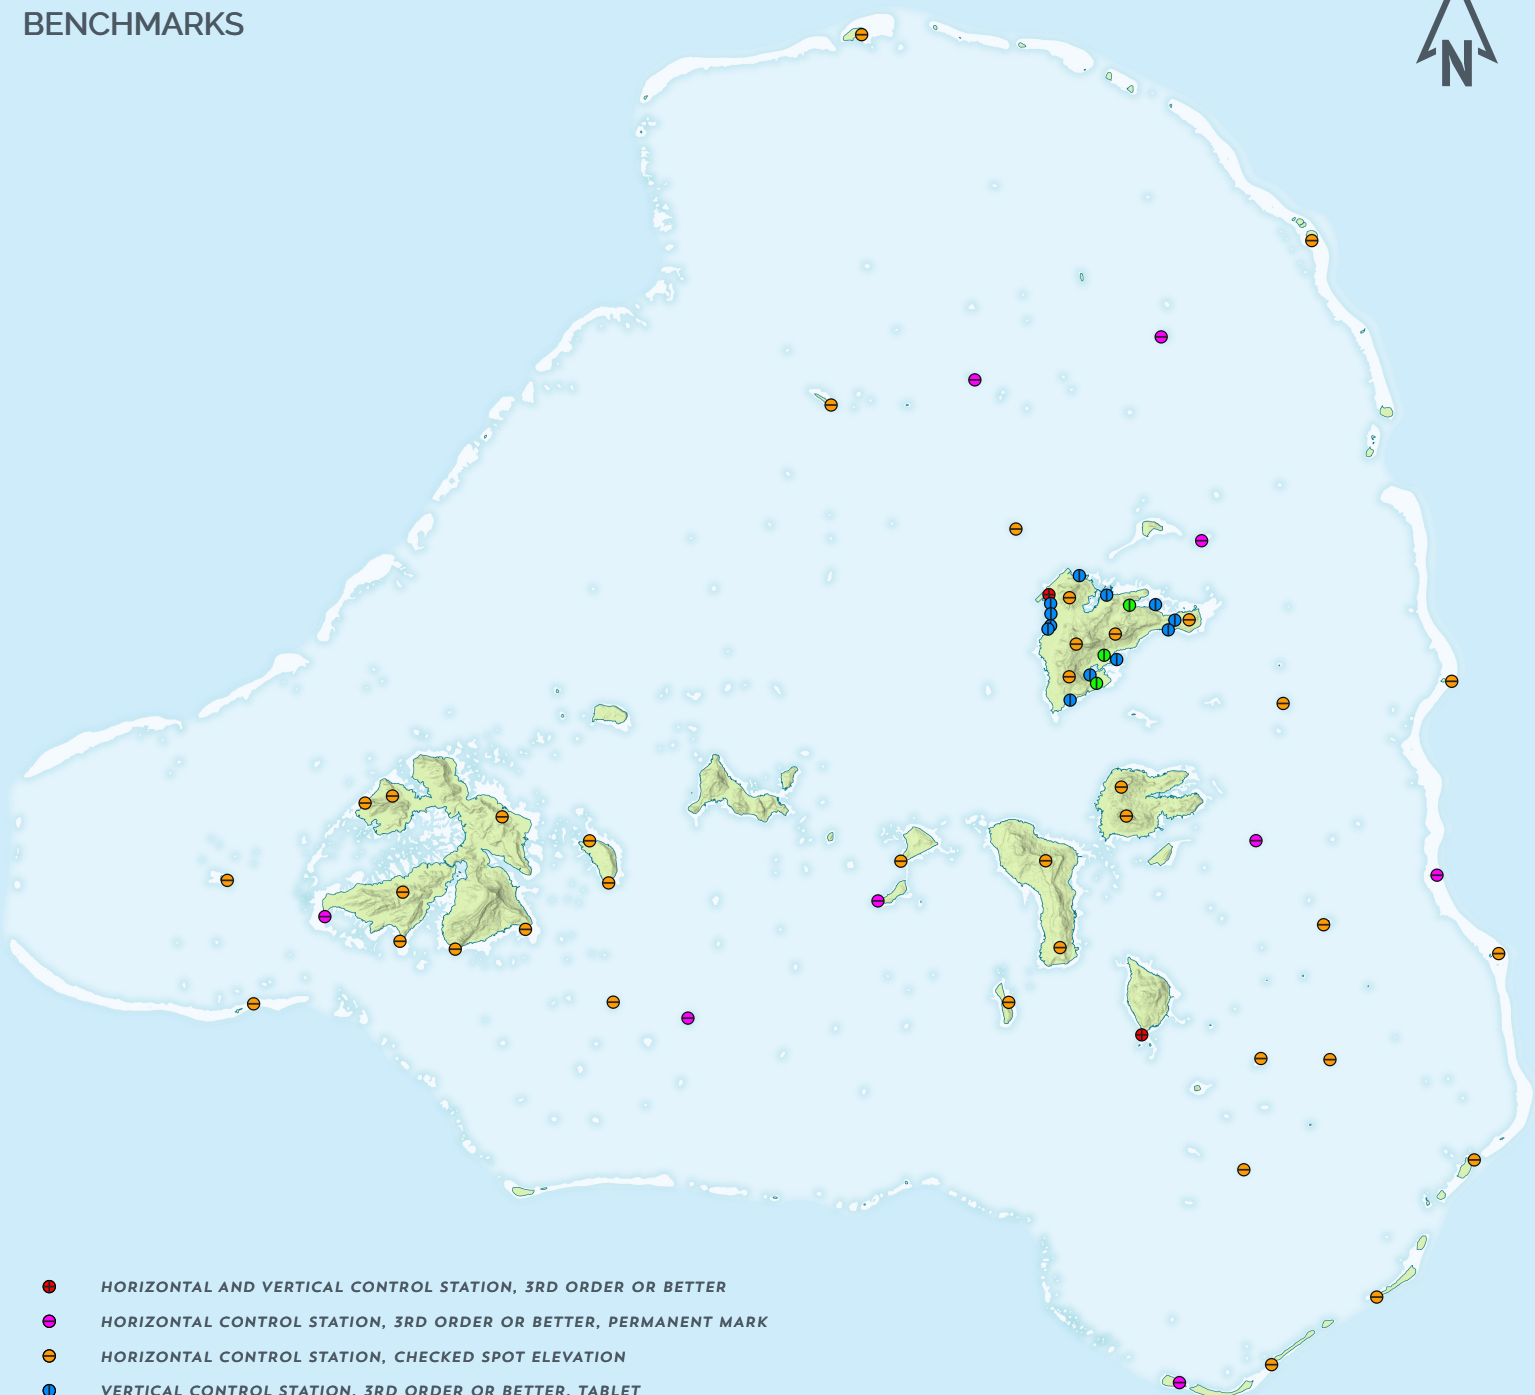 BENCHMARKS
N
HORIZONTAL AND VERTICAL CONTROL STATION, 3RD ORDER OR BETTER
HORIZONTAL CONTROL STATION, 3RD ORDER OR BETTER, PERMANENT MARK
HORIZONTAL CONTROL STATION, CHECKED SPOT ELEVATION
VERTICAL CONTROL STATION, 3RD ORDER OR BETTER, TABLET